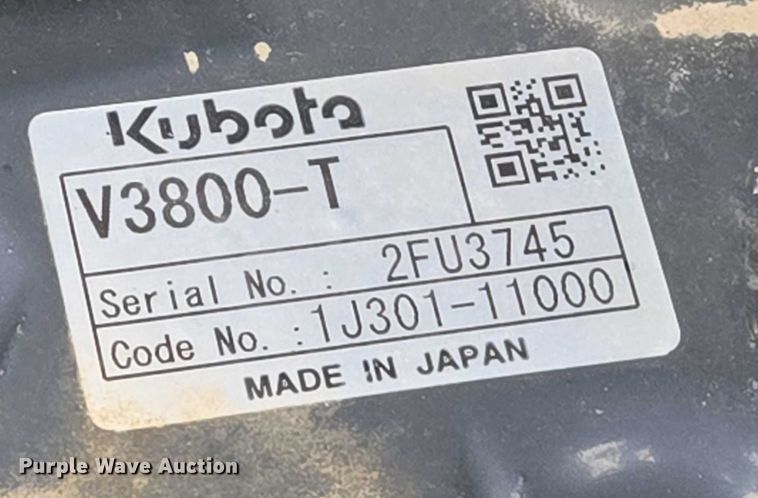 Kubota
V3800-T
Serial No. : 2FU3745
Code No. :1J301-11000
MADE IN JAPAN
Purple Wave Auction